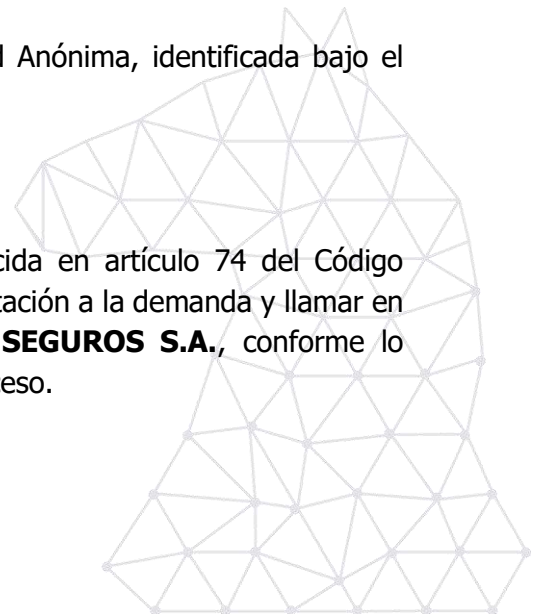 Anónima, identificada bajo el
cida en artículo 74 del Código
tación a la demanda y llamar en
SEGUROS S.A., conforme lo
eso.